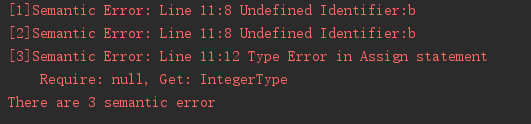 [1]Semantic Error: Line 11:8 Undefined Identifier:b
[2]Semantic Error: Line 11:8 Undefined Identifier:b
[3]Semantic Error: Line 11:12 Type Error in Assign statement
    Require: null, Get: IntegerType
There are 3 semantic error